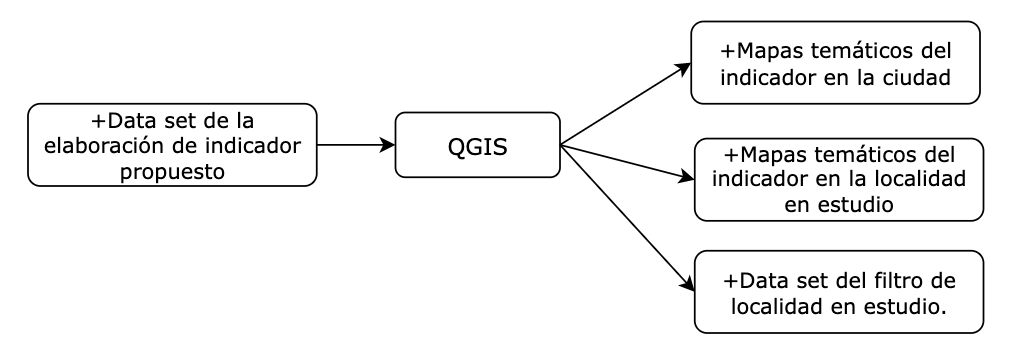 +Data set de la
elaboración de indicador
propuesto
QGIS
+Mapas temáticos del
indicador en la ciudad
+Mapas temáticos del
indicador en la localidad
en estudio
+Data set del filtro de
localidad en estudio.